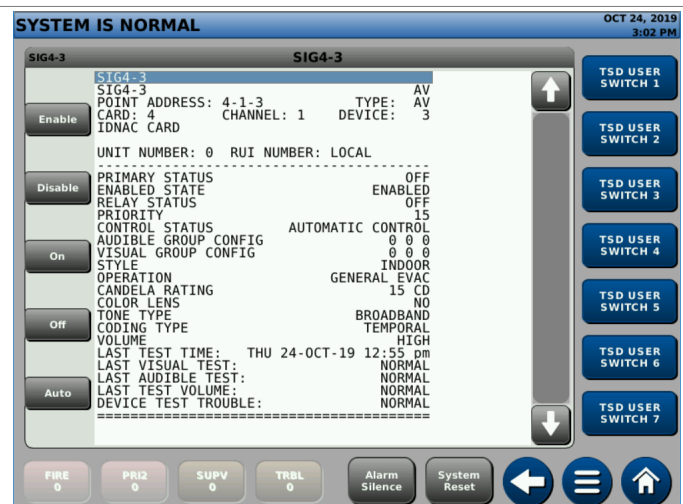 SYSTEM IS NORMAL
OCT 24, 2019
3:02 PM
SIG4-3
SIG4-3
SIG4-3
SIG4-3 AV
POINT ADDRESS: 4-1-3 TYPE: AV
CARD: 4 CHANNEL: 1 DEVICE: 3
IDNAC CARD
UNIT NUMBER: 0 RUI NUMBER: LOCAL
----------------------------------------
PRIMARY STATUS OFF
ENABLED STATE ENABLED
RELAY STATUS OFF
PRIORITY 15
CONTROL STATUS AUTOMATIC CONTROL
AUDIBLE GROUP CONFIG 0 0 0
VISUAL GROUP CONFIG 0 0 0
STYLE INDOOR
OPERATION GENERAL EVAC
CANDELA RATING 15 CD
COLOR LENS NO
TONE TYPE BROADBAND
CODING TYPE TEMPORAL
VOLUME HIGH
LAST TEST TIME: THU 24-OCT-19 12:55 pm
LAST VISUAL TEST: NORMAL
LAST AUDIBLE TEST: NORMAL
LAST TEST VOLUME: NORMAL
DEVICE TEST TROUBLE: NORMAL
========================================
Enable
Disable
On
Off
Auto
TSD USER
SWITCH 1
TSD USER
SWITCH 2
TSD USER
SWITCH 3
TSD USER
SWITCH 4
TSD USER
SWITCH 5
TSD USER
SWITCH 6
TSD USER
SWITCH 7
FIRE
0
PRI2
0
SUPV
0
TRBL
0
Alarm
Silence
System
Reset